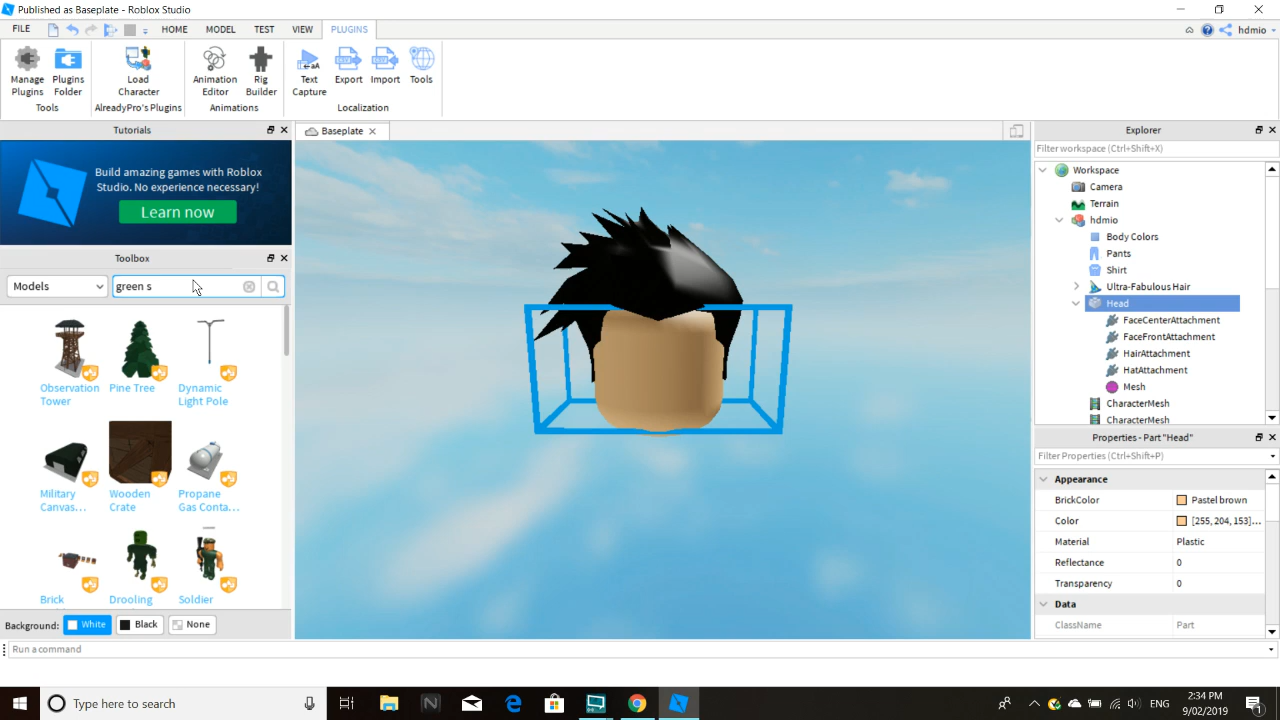 Published as Baseplate - Roblox Studio
FILE
HOME
MODEL
TEST
VIEW
PLUGINS
hdmio
Manage
Plugins
Plugins
Folder
Load
Character
Animation
Editor
Rig
Builder
Text
Capture
Export
Import
Tools
Tools
AlreadyPro's Plugins
Animations
Localization
Tutorials
Build amazing games with Roblox
Studio. No experience necessary!
Learn now
Toolbox
Models
green s
Observation
Tower
Pine Tree
Dynamic
Light Pole
Military
Canvas...
Wooden
Crate
Propane
Gas Conta...
Brick
Drooling
Soldier
Background:
White
Black
None
Run a command
Baseplate
Explorer
Filter workspace (Ctrl+Shift+X)
Workspace
Camera
Terrain
hdmio
Body Colors
Pants
Shirt
Ultra-Fabulous Hair
Head
FaceCenterAttachment
FaceFrontAttachment
HairAttachment
HatAttachment
Mesh
CharacterMesh
CharacterMesh
Properties - Part "Head"
Filter Properties (Ctrl+Shift+P)
Appearance
BrickColor Pastel brown
Color [255, 204, 153]...
Material Plastic
Reflectance 0
Transparency 0
Data
ClassName Part
Type here to search
ENG
2:34 PM
9/02/2019
1